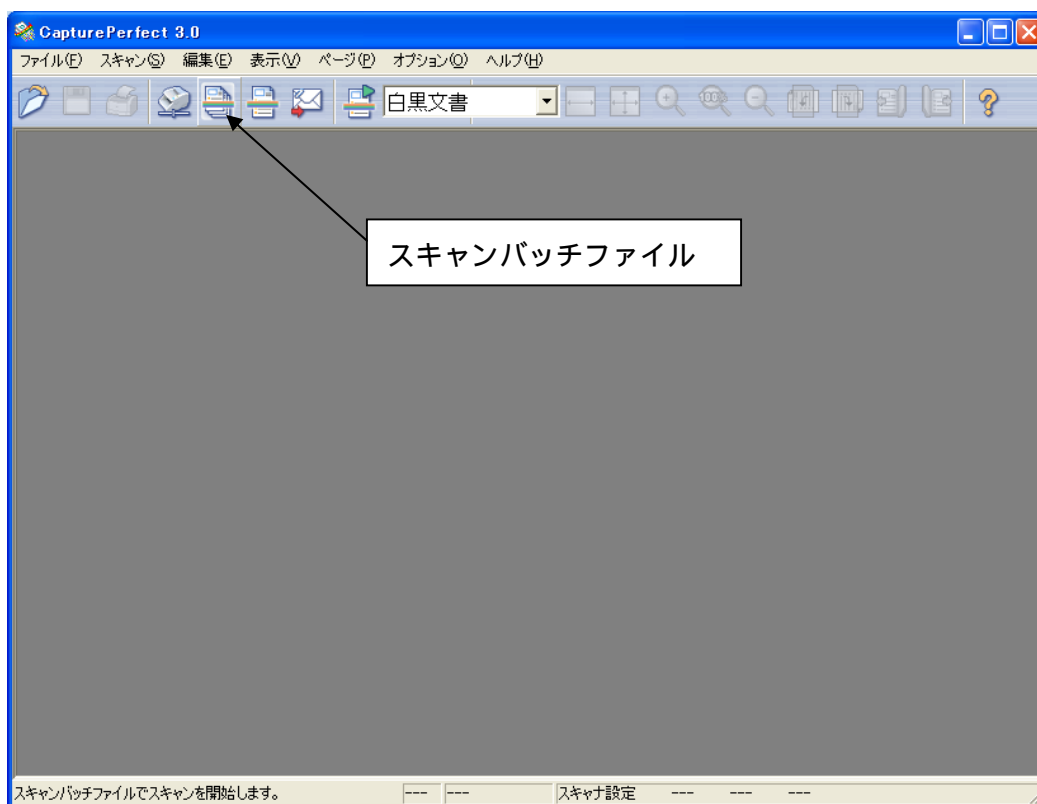 CapturePerfect 3.0
ファイル(F) スキャン(S) 編集(E) 表示(V) ページ(P) オプション(O) ヘルプ(H)
100% 白黒文書
スキャンバッチファイル
スキャンバッチファイルでスキャンを開始します。 --- --- スキャナ設定 --- --- ---